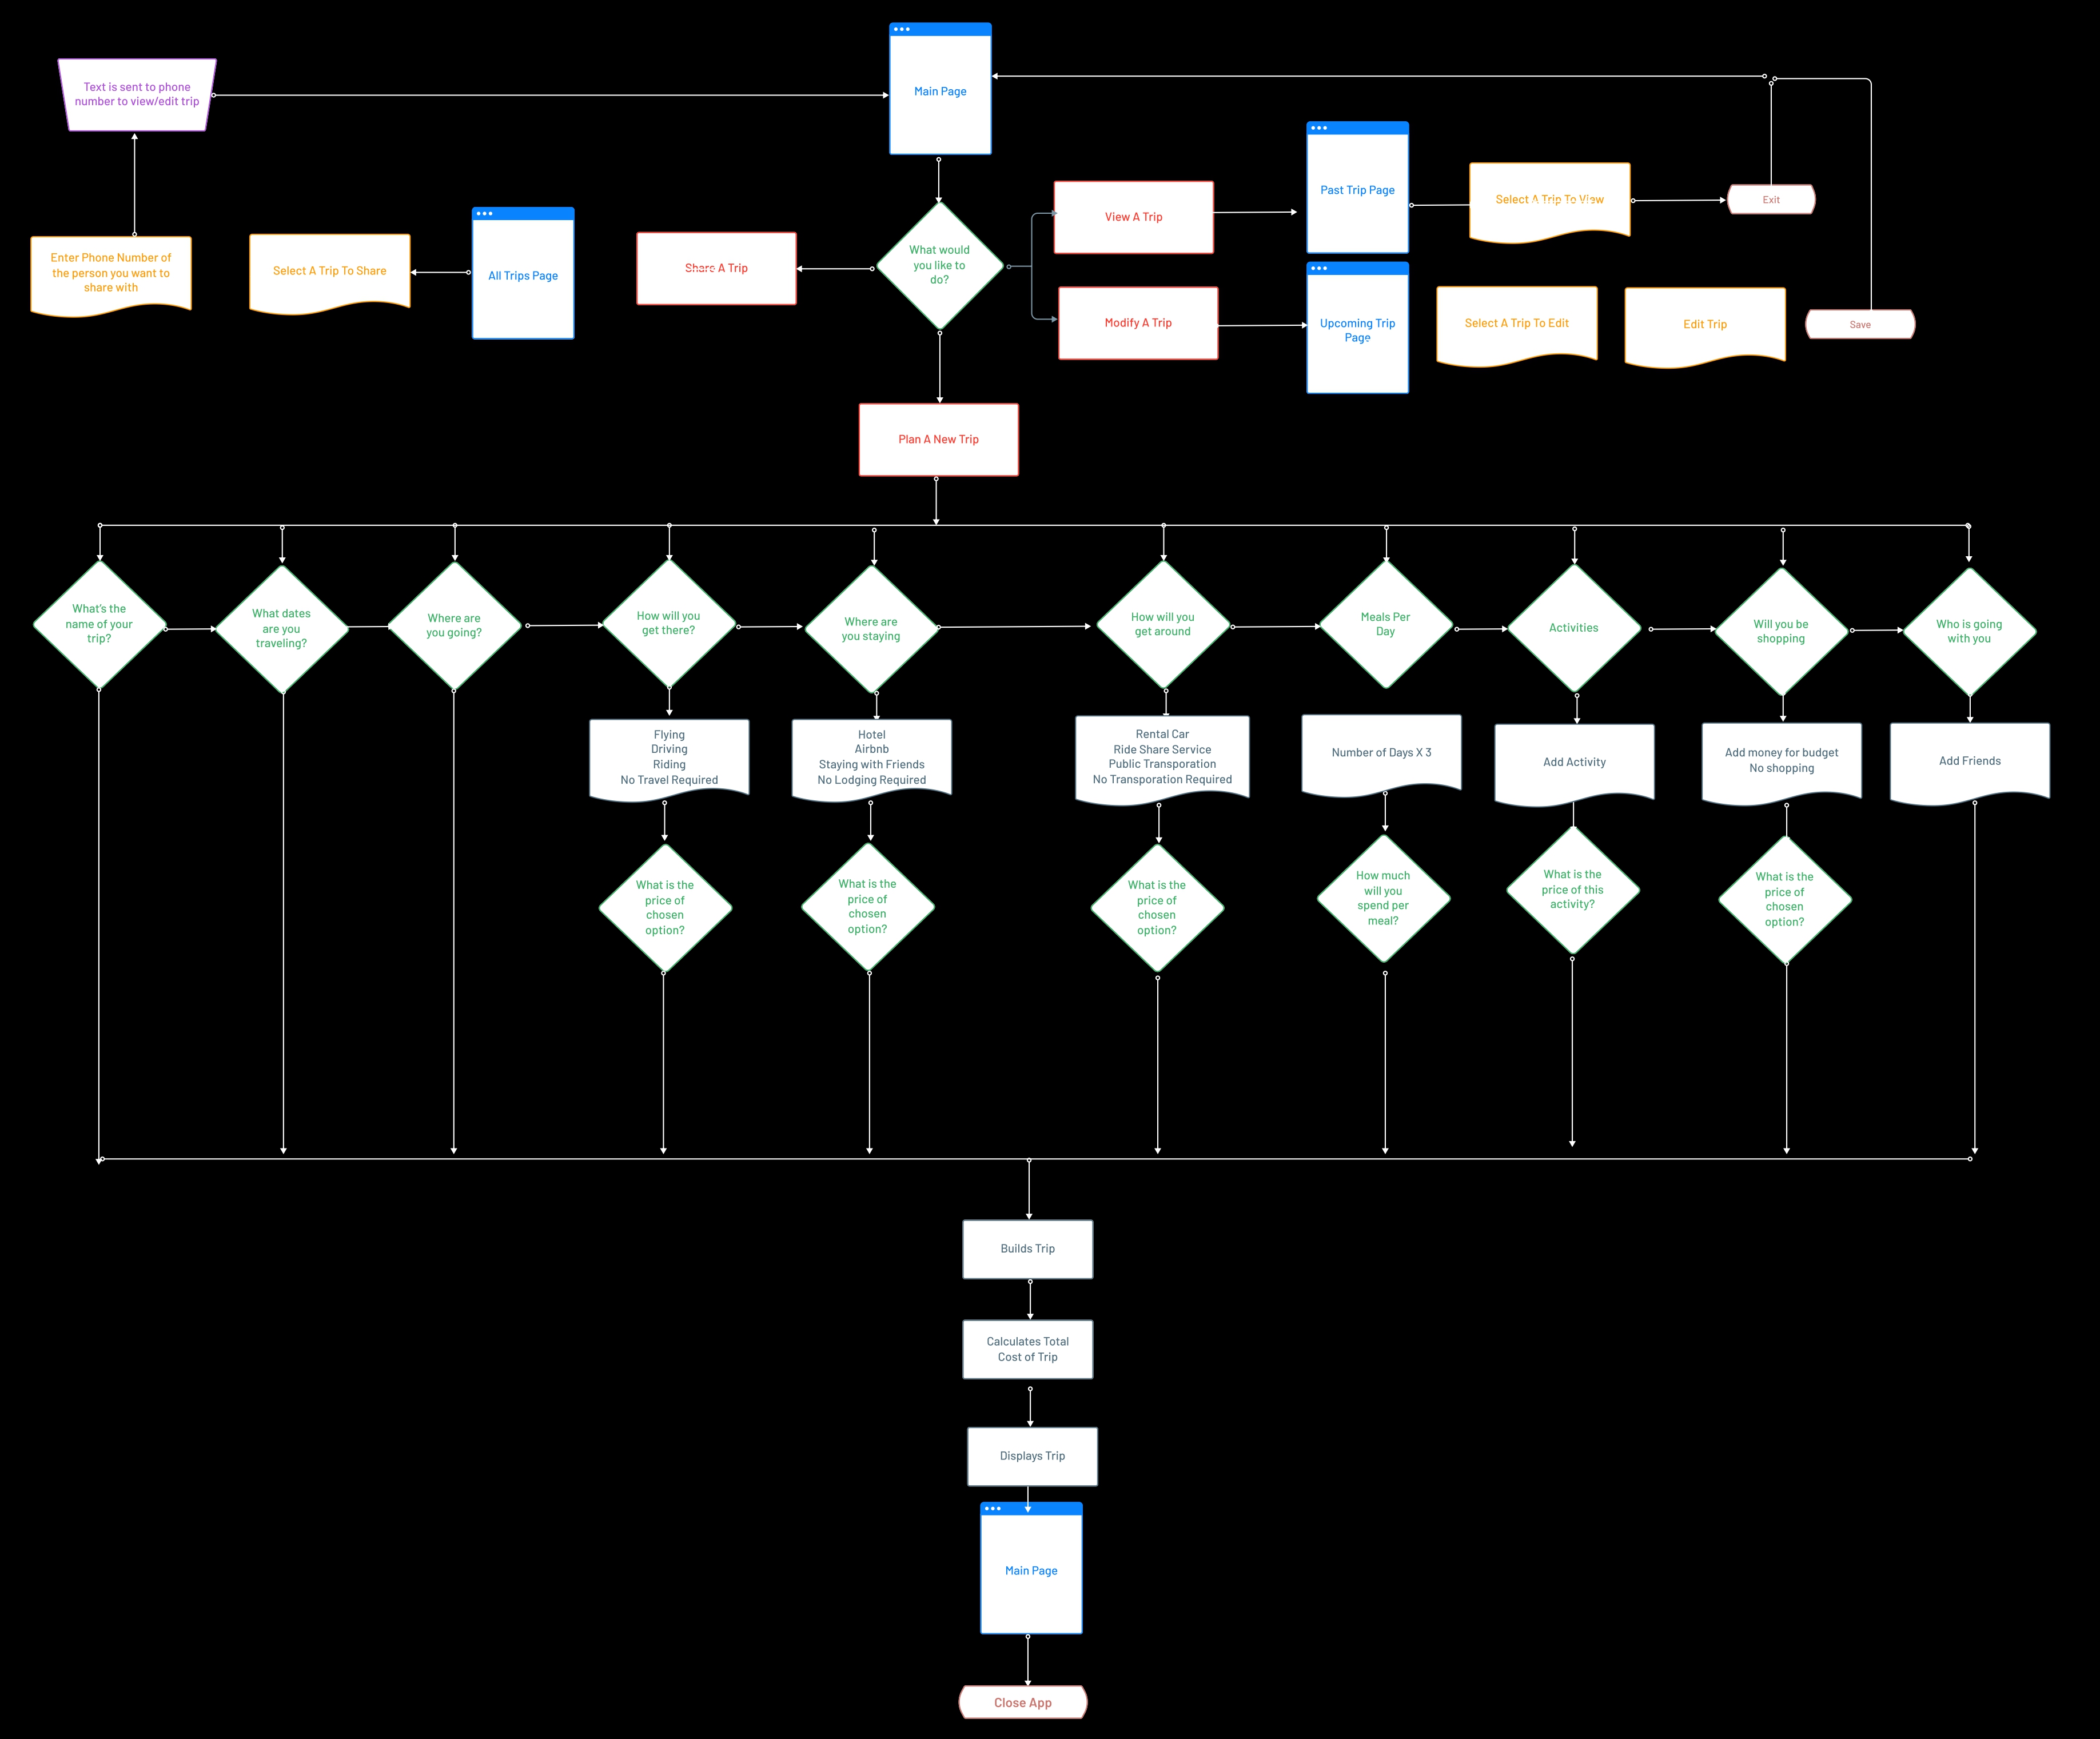 Main Page
Text is sent to phone
number to view/edit trip
Past Trip Page
Select A Trip To View
Exit
View A Trip
What would
you like to
do?
Enter Phone Number of
the person you want to
share with
Select A Trip To Share
All Trips Page
Share A Trip
Modify A Trip
Upcoming Trip
Page
Select A Trip To Edit
Edit Trip
Save
Plan A New Trip
What's the
name of your
trip?
What dates
are you
traveling?
Where are
you going?
How will you
get there?
Where are
you staying
How will you
get around
Meals Per
Day
Activities
Will you be
shopping
Who is going
with you
Flying
Driving
Riding
No Travel Required
Hotel
Airbnb
Staying with Friends
No Lodging Required
Rental Car
Ride Share Service
Public Transporation
No Transporation Required
Number of Days X 3
Add Activity
Add money for budget
No shopping
Add Friends
What is the
price of
chosen
option?
What is the
price of
chosen
option?
What is the
price of
chosen
option?
How much
will you
spend per
meal?
What is the
price of this
activity?
What is the
price of
chosen
option?
Builds Trip
Calculates Total
Cost of Trip
Displays Trip
Main Page
Close App